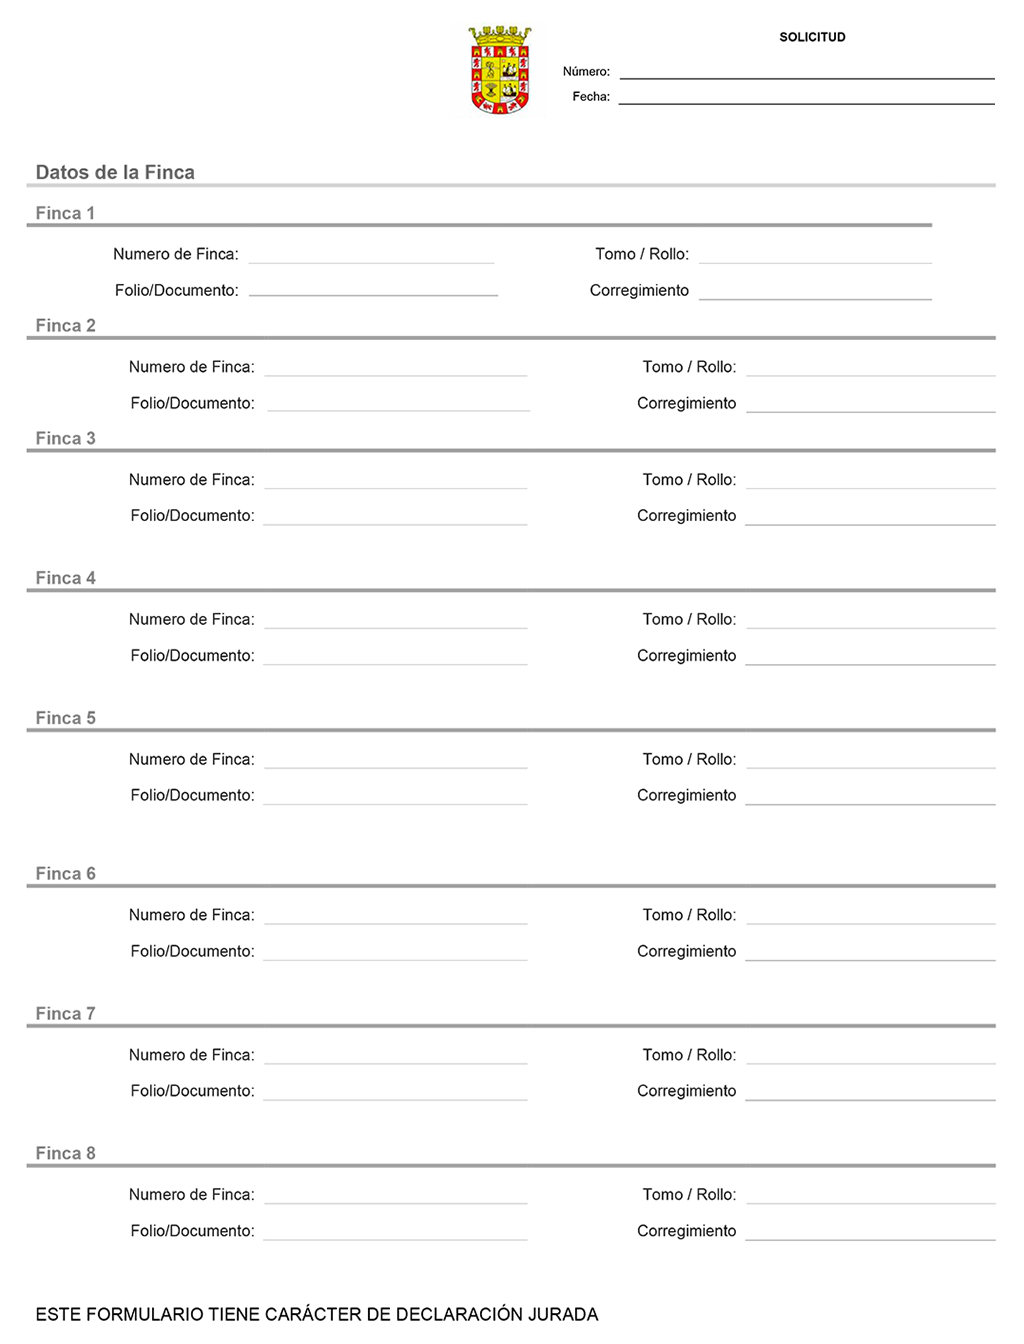 SOLICITUD
Número:
Fecha:
Datos de la Finca
Finca 1
Numero de Finca: Tomo / Rollo:
Folio/Documento: Corregimiento
Finca 2
Numero de Finca: Tomo / Rollo:
Folio/Documento: Corregimiento
Finca 3
Numero de Finca: Tomo / Rollo:
Folio/Documento: Corregimiento
Finca 4
Numero de Finca: Tomo / Rollo:
Folio/Documento: Corregimiento
Finca 5
Numero de Finca: Tomo / Rollo:
Folio/Documento: Corregimiento
Finca 6
Numero de Finca: Tomo / Rollo:
Folio/Documento: Corregimiento
Finca 7
Numero de Finca: Tomo / Rollo:
Folio/Documento: Corregimiento
Finca 8
Numero de Finca: Tomo / Rollo:
Folio/Documento: Corregimiento
ESTE FORMULARIO TIENE CARÁCTER DE DECLARACIÓN JURADA